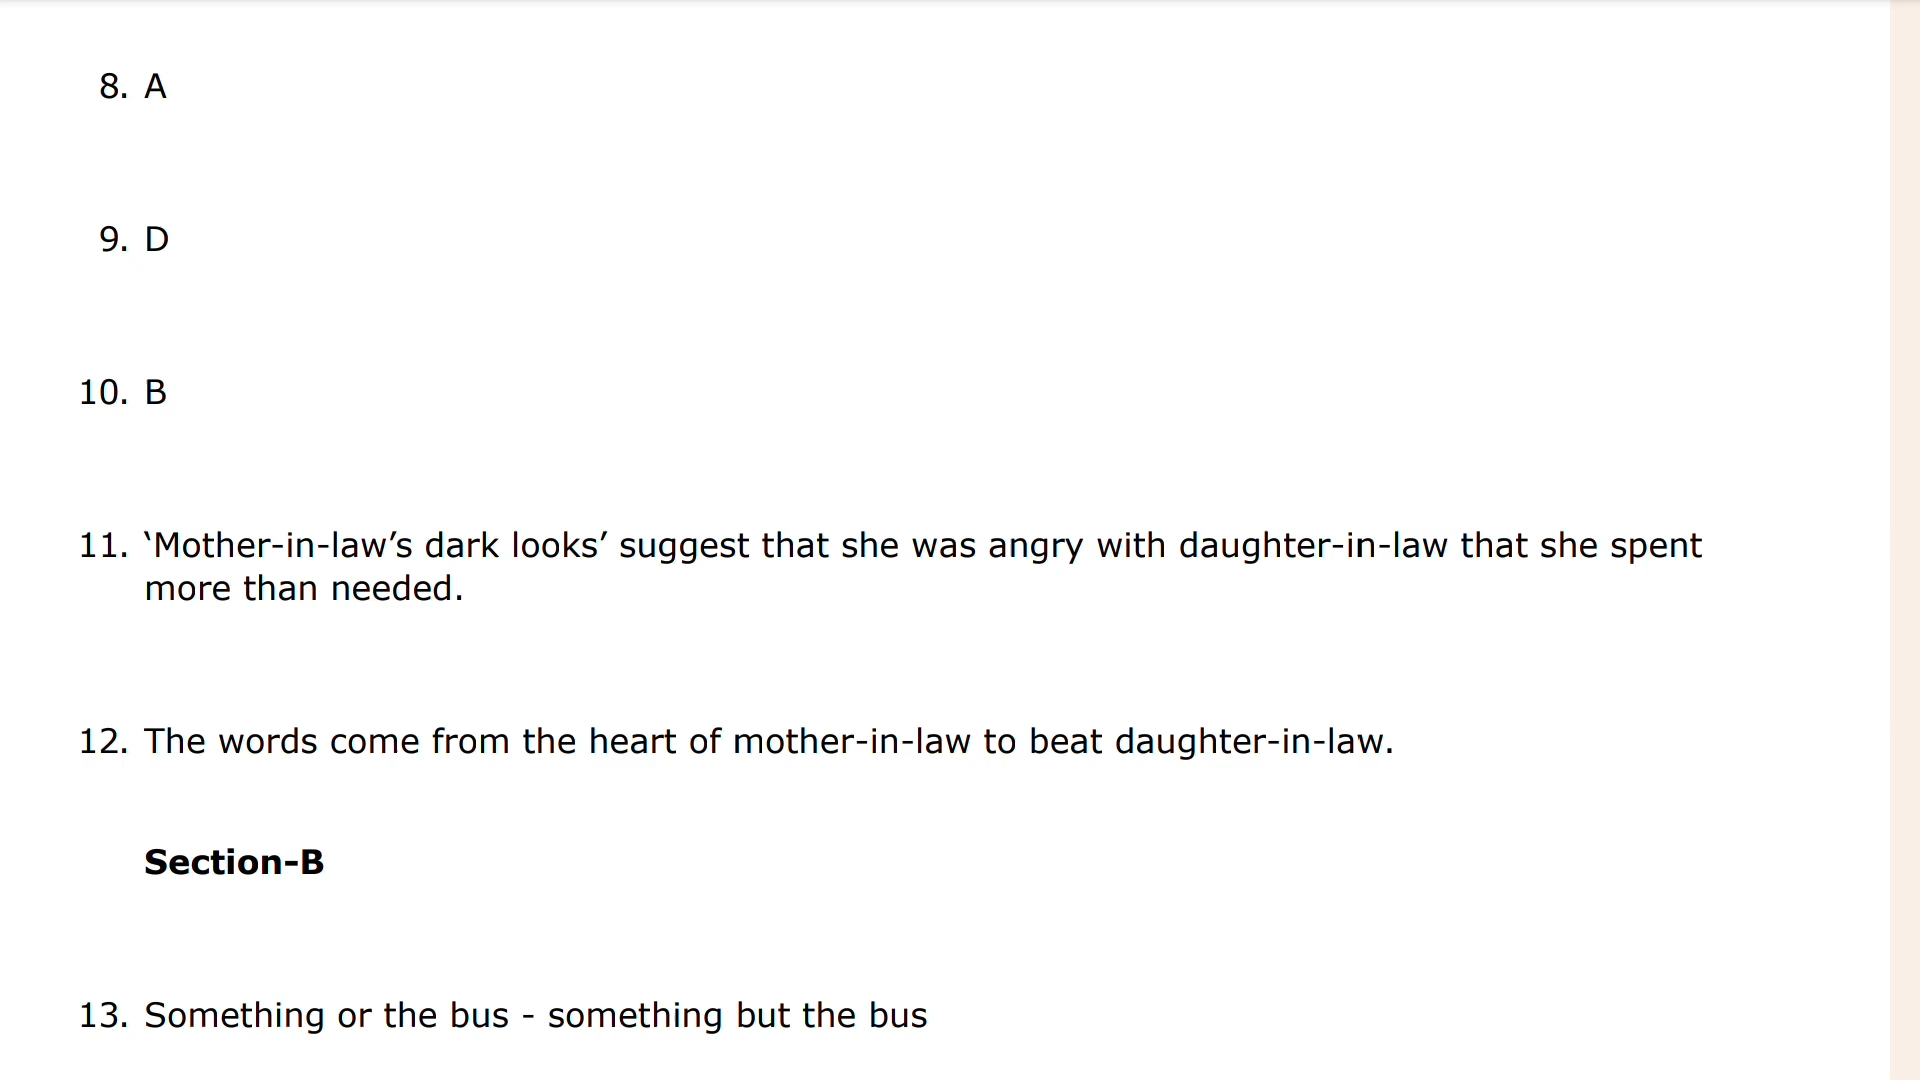 8. A
9. D
10. B
11. ‘Mother-in-law’s dark looks’ suggest that she was angry with daughter-in-law that she spent
more than needed.
12. The words come from the heart of mother-in-law to beat daughter-in-law.
Section-B
13. Something or the bus - something but the bus